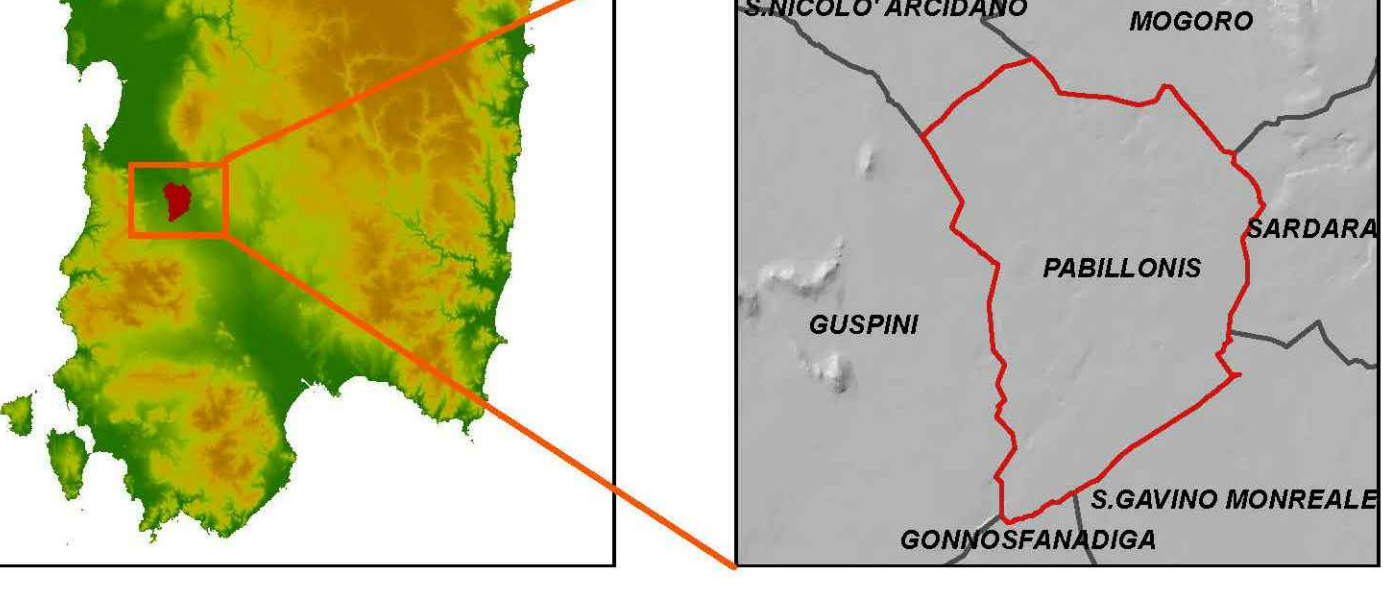 S.NICOLO' ARCIDANO
MOGORO
SARDARA
PABILLONIS
GUSPINI
S.GAVINO MONREALE
GONNOSFANADIGA